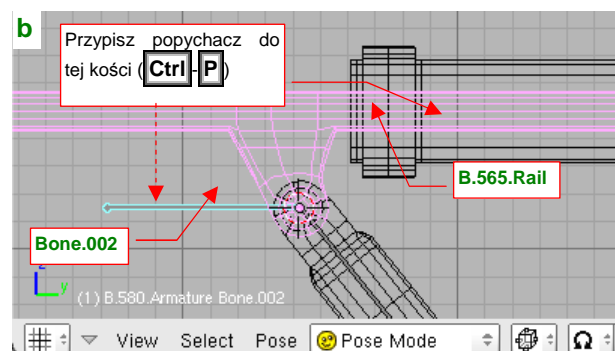 b
Przypisz popychacz do
tej kości (Ctrl-P)
B.565.Rail
Bone.002
z
y
(1) B.580.Armature Bone.002
View Select Pose Pose Mode